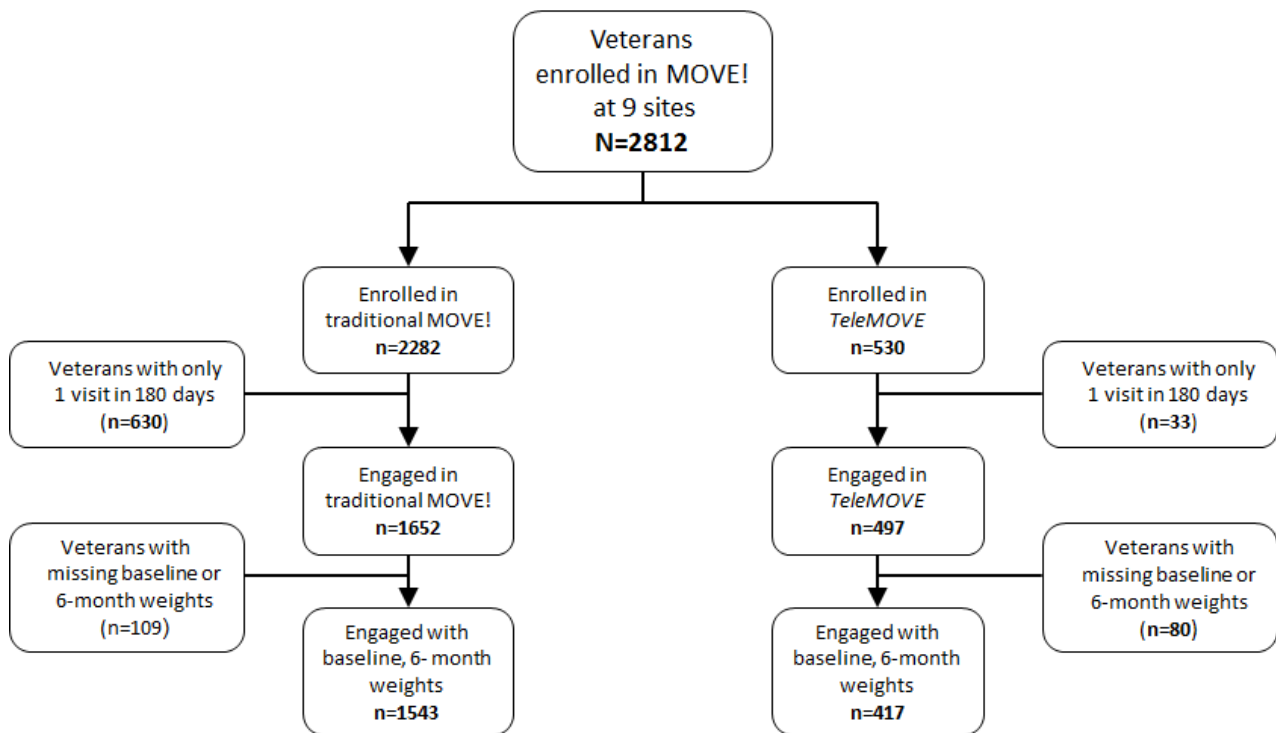 Veterans
enrolled in MOVE!
at 9 sites
N=2812
Enrolled in
traditional MOVE!
n=2282
Enrolled in
TeleMOVE
n=530
Veterans with only
1 visit in 180 days
(n=630)
Veterans with only
1 visit in 180 days
(n=33)
Engaged in
traditional MOVE!
n=1652
Engaged in
TeleMOVE
n=497
Veterans with
missing baseline or
6-month weights
(n=109)
Veterans with
missing baseline or
6-month weights
(n=80)
Engaged with
baseline, 6- month
weights
n=1543
Engaged with
baseline, 6-month
weights
n=417